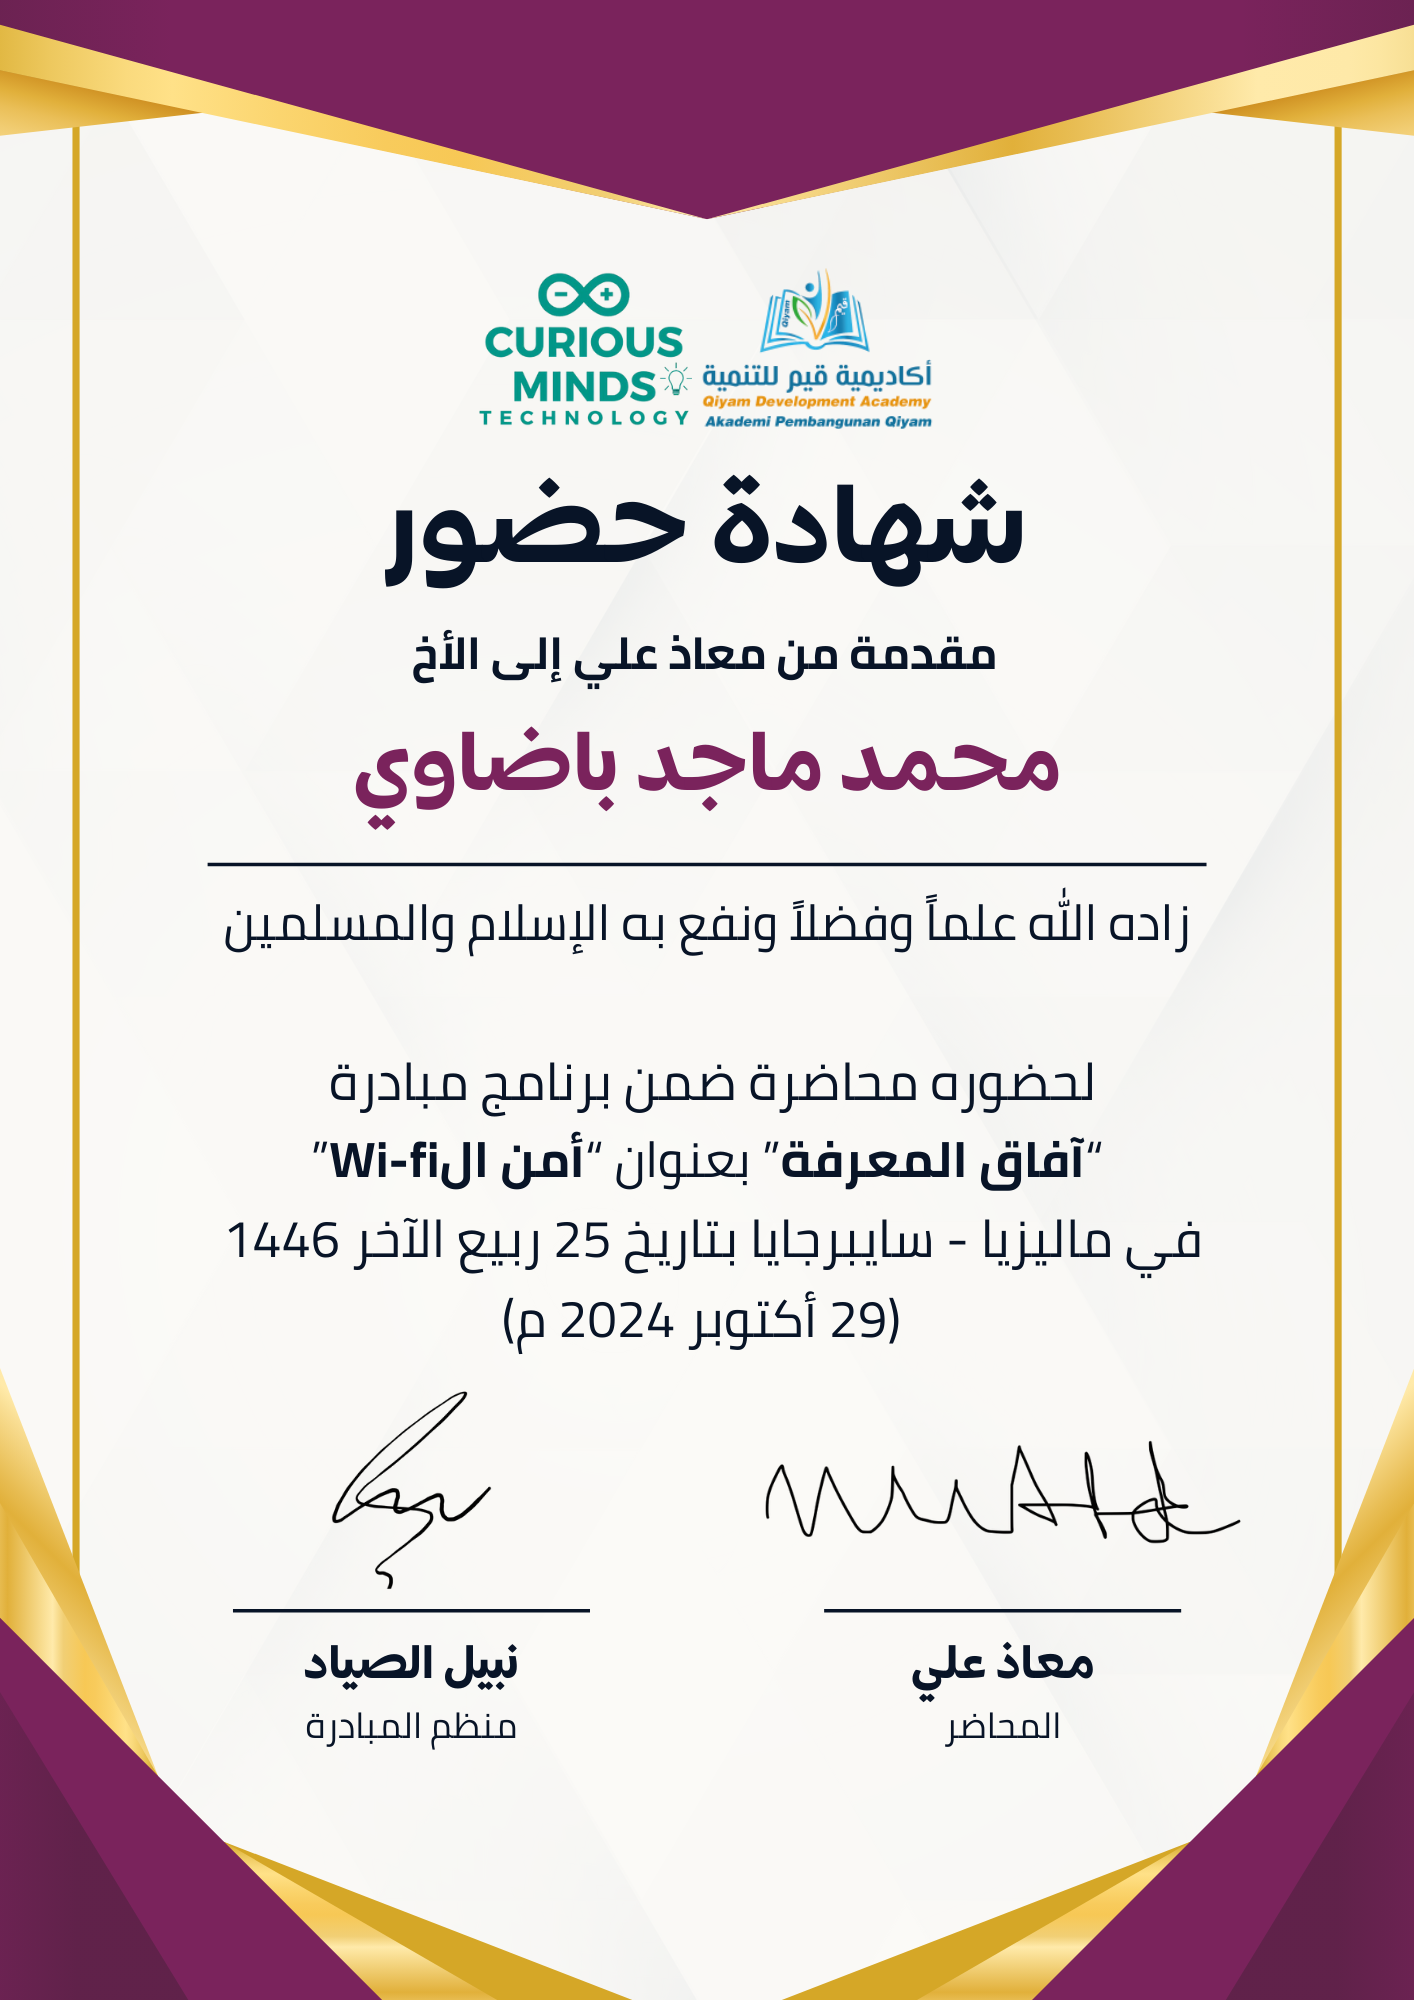 CURIOUS
MINDS
TECHNOLOGY
Qiyam
قيم
أكاديمية قيم للتنمية
Qiyam Development Academy
Akademi Pembangunan Qiyam
شهادة حضور
مقدمة من معاذ علي إلى الأخ
محمد ماجد باضاوي
زاده الله علماً وفضلاً ونفع به الإسلام والمسلمين
لحضوره محاضرة ضمن برنامج مبادرة
“آفاق المعرفة” بعنوان “أمن الWi-fi”
في ماليزيا - سايبرجايا بتاريخ 25 ربيع الآخر 1446
(29 أكتوبر 2024 م)
معاذ علي
المحاضر
نبيل الصياد
منظم المبادرة